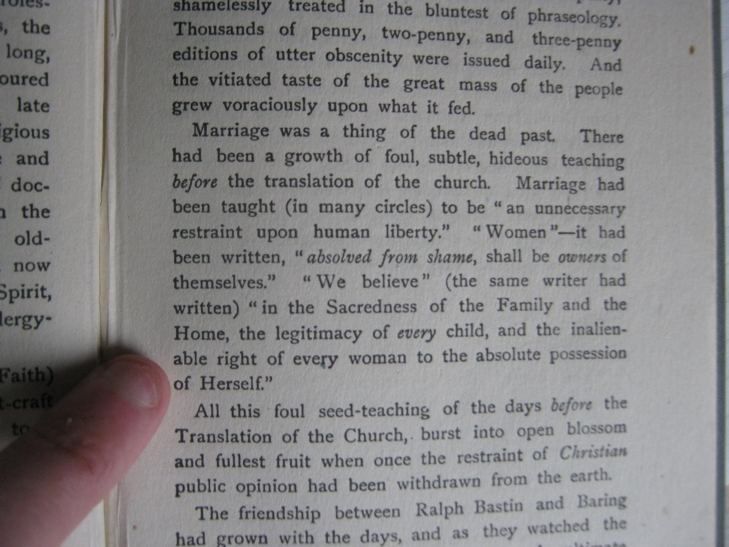 s, the
long,
oured
late
igious
and
doc-
the
old-
now
Spirit,
lergy-
Faith)
t-craft
to
shamelessly treated in the bluntest of phraseology.
Thousands of penny, two-penny, and three-penny
editions of utter obscenity were issued daily. And
the vitiated taste of the great mass of the people
grew voraciously upon what it fed.
Marriage was a thing of the dead past. There
had been a growth of foul, subtle, hideous teaching
before the translation of the church. Marriage had
been taught (in many circles) to be "an unnecessary
restraint upon human liberty." "Women"—it had
been written, "absolved from shame, shall be owners of
themselves." "We believe" (the same writer had
written) "in the Sacredness of the Family and the
Home, the legitimacy of every child, and the inalien-
able right of every woman to the absolute possession
of Herself."
All this foul seed-teaching of the days before the
Translation of the Church, burst into open blossom
and fullest fruit when once the restraint of Christian
public opinion had been withdrawn from the earth.
The friendship between Ralph Bastin and Baring
had grown with the days, and as they watched the